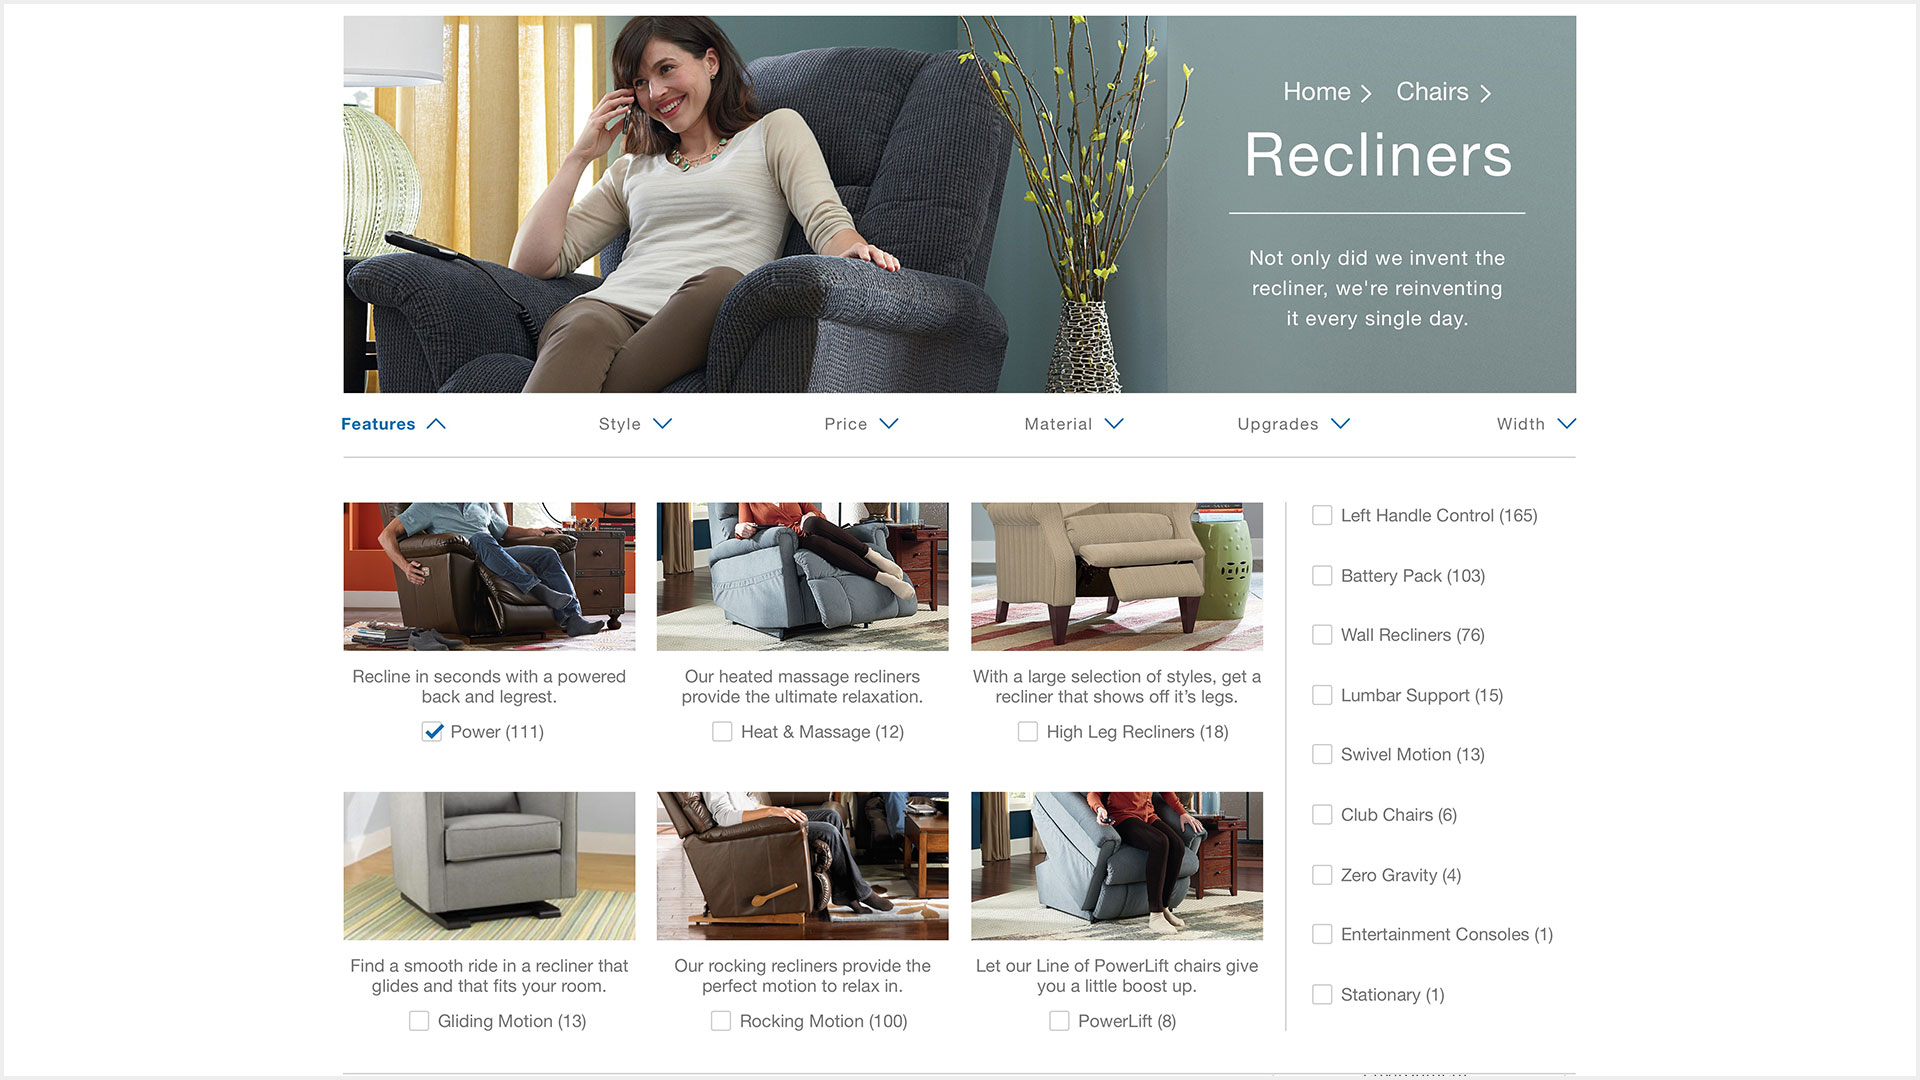 Home Chairs
Recliners
Not only did we invent the
recliner, we're reinventing
it every single day.
Features Style Price Material Upgrades Width
Recline in seconds with a powered
back and legrest.
Power (111)
Our heated massage recliners
provide the ultimate relaxation.
Heat & Massage (12)
With a large selection of styles, get a
recliner that shows off it's legs.
High Leg Recliners (18)
Find a smooth ride in a recliner that
glides and that fits your room.
Gliding Motion (13)
Our rocking recliners provide the
perfect motion to relax in.
Rocking Motion (100)
Let our Line of PowerLift chairs give
you a little boost up.
PowerLift (8)
Left Handle Control (165)
Battery Pack (103)
Wall Recliners (76)
Lumbar Support (15)
Swivel Motion (13)
Club Chairs (6)
Zero Gravity (4)
Entertainment Consoles (1)
Stationary (1)